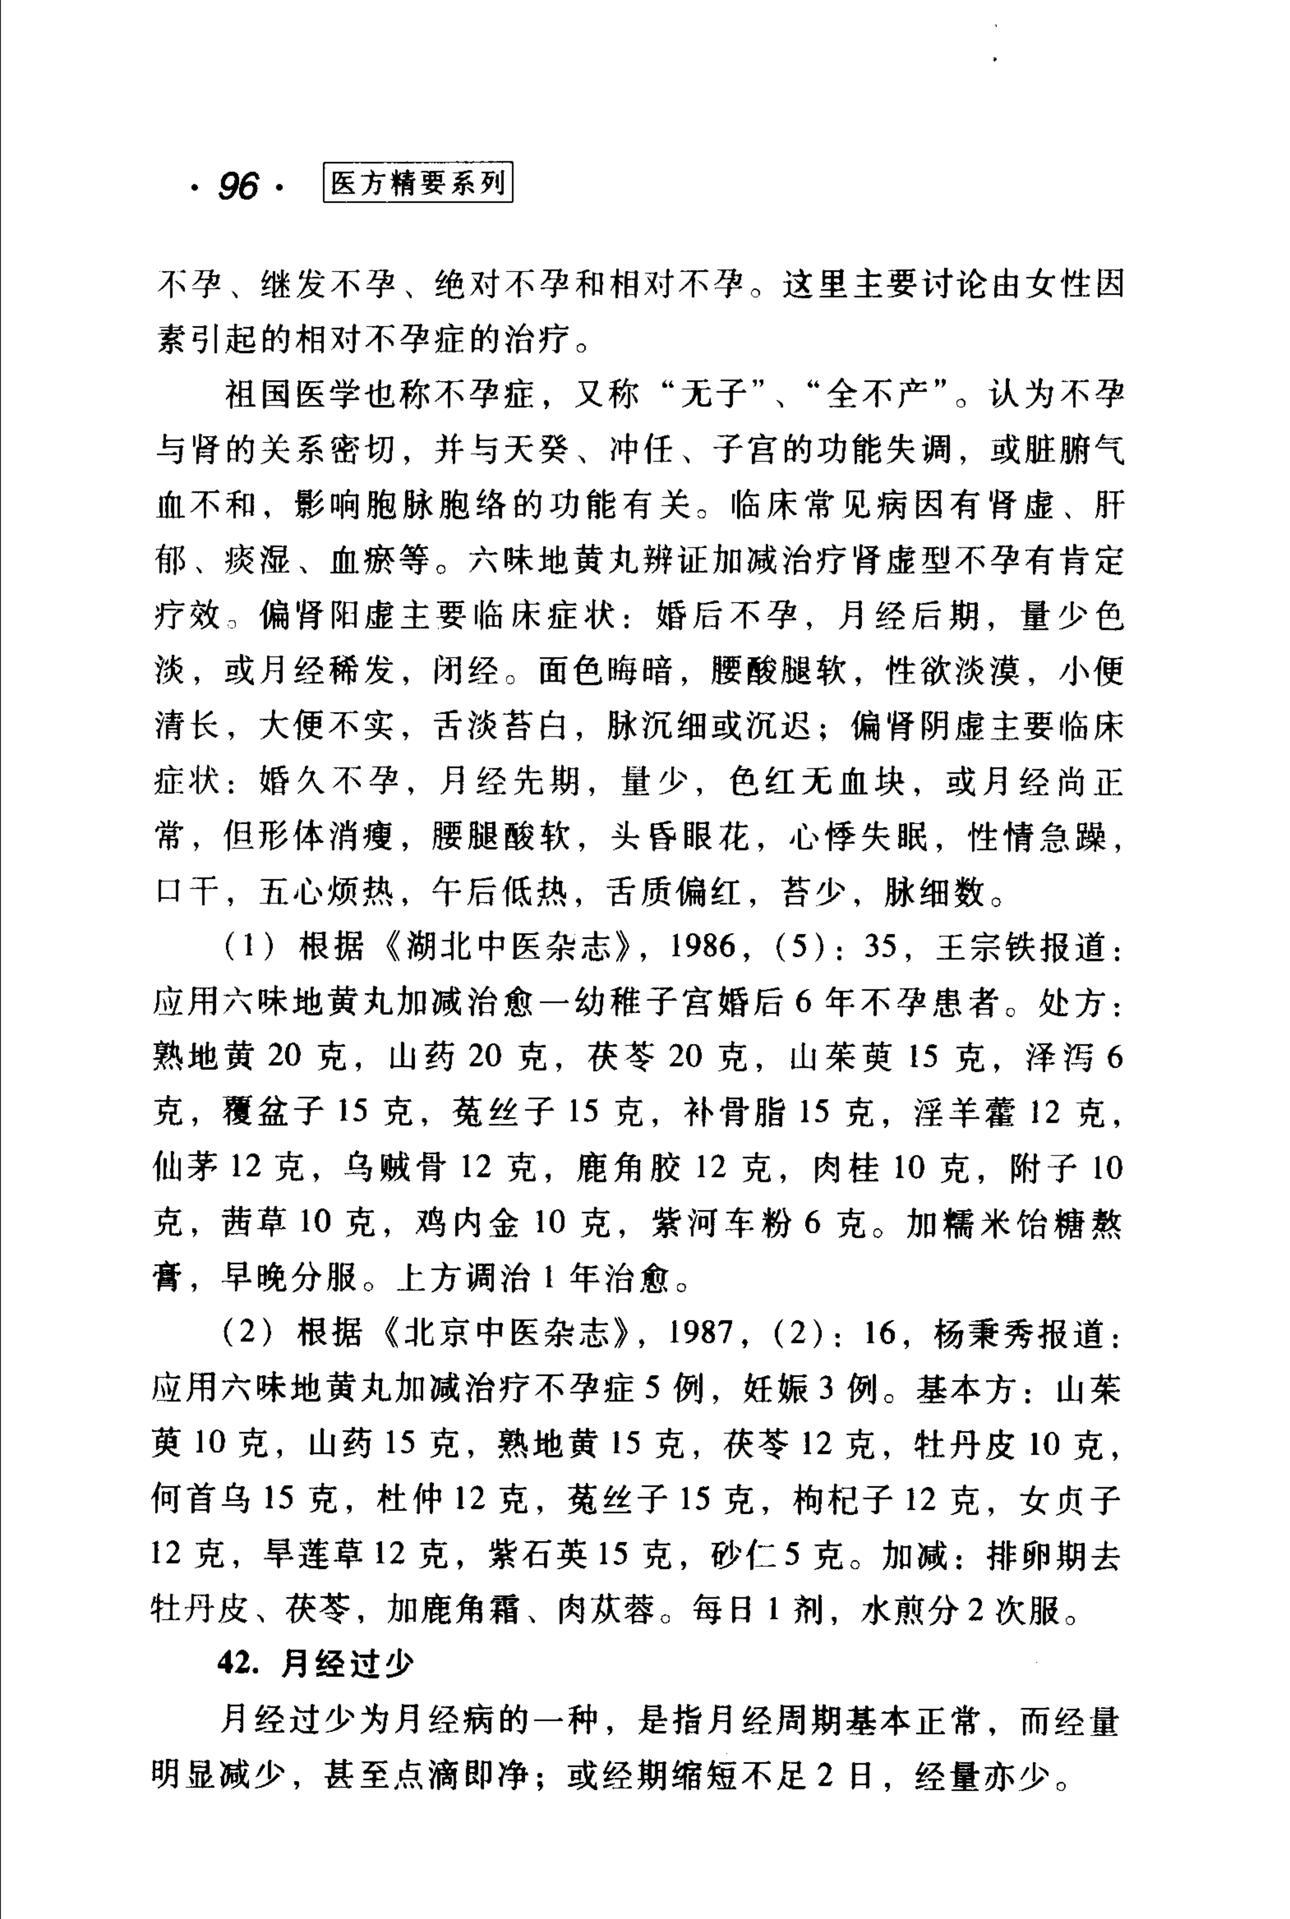 ·96· 医方精要系列
不孕、继发不孕、绝对不孕和相对不孕。这里主要讨论由女性因
素引起的相对不孕症的治疗。
祖国医学也称不孕症，又称“无子”、“全不产”。认为不孕
与肾的关系密切，并与天癸、冲任、子宫的功能失调，或脏腑气
血不和，影响胞脉胞络的功能有关。临床常见病因有肾虚、肝
郁、痰湿、血瘀等。六味地黄丸辨证加减治疗肾虚型不孕有肯定
疗效。偏肾阳虚主要临床症状：婚后不孕，月经后期，量少色
淡，或月经稀发，闭经。面色晦暗，腰酸腿软，性欲淡漠，小便
清长，大便不实，舌淡苔白，脉沉细或沉迟；偏肾阴虚主要临床
症状：婚久不孕，月经先期，量少，色红无血块，或月经尚正
常，但形体消瘦，腰腿酸软，头昏眼花，心悸失眠，性情急躁，
口干，五心烦热，午后低热，舌质偏红，苔少，脉细数。
（1）根据《湖北中医杂志》，1986，（5）：35，王宗铁报道：
应用六味地黄丸加减治愈一幼稚子宫婚后 6 年不孕患者。处方：
熟地黄 20 克，山药 20 克，茯苓 20 克，山茱萸 15 克，泽泻 6
克，覆盆子 15 克，菟丝子 15 克，补骨脂 15 克，淫羊藿 12 克，
仙茅 12 克，乌贼骨 12 克，鹿角胶 12 克，肉桂 10 克，附子 10
克，茜草 10 克，鸡内金 10 克，紫河车粉 6 克。加糯米饴糖熬
膏，早晚分服。上方调治 1 年治愈。
（2）根据《北京中医杂志》，1987，（2）：16，杨秉秀报道：
应用六味地黄丸加减治疗不孕症 5 例，妊娠 3 例。基本方：山茱
萸 10 克，山药 15 克，熟地黄 15 克，茯苓 12 克，牡丹皮 10 克，
何首乌 15 克，杜仲 12 克，菟丝子 15 克，枸杞子 12 克，女贞子
12 克，旱莲草 12 克，紫石英 15 克，砂仁 5 克。加减：排卵期去
牡丹皮、茯苓，加鹿角霜、肉苁蓉。每日 1 剂，水煎分 2 次服。
42. 月经过少
月经过少为月经病的一种，是指月经周期基本正常，而经量
明显减少，甚至点滴即净；或经期缩短不足 2 日，经量亦少。